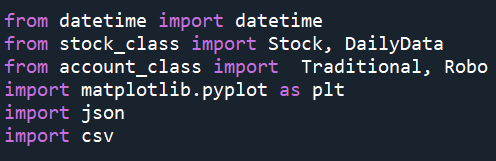 from datetime import datetime
from stock_class import Stock, DailyData
from account_class import  Traditional, Robo
import matplotlib.pyplot as plt
import json
import csv